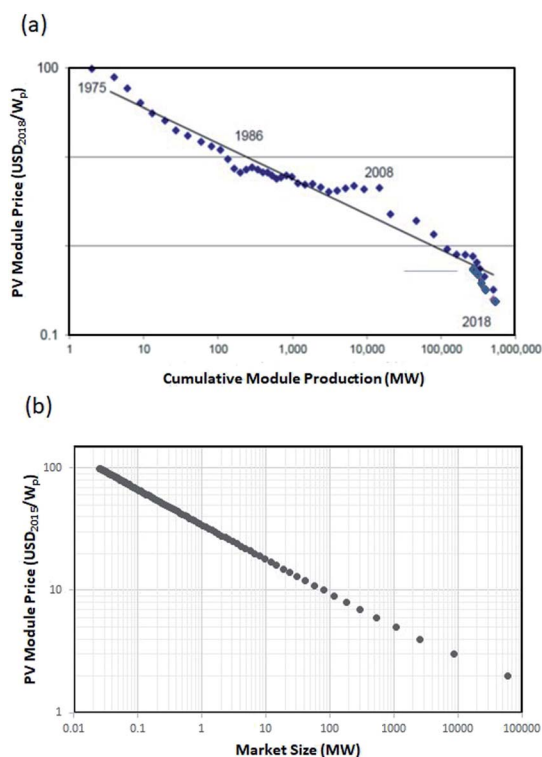 (a)
100
1975
1986
2008
2018
0.1
PV Module Price (USD2018/Wp)
1 10 100 1,000 10,000 100,000 1,000,000
Cumulative Module Production (MW)
(b)
100
10
1
PV Module Price (USD2015/Wp)
0.01 0.1 1 10 100 1000 10000 100000
Market Size (MW)